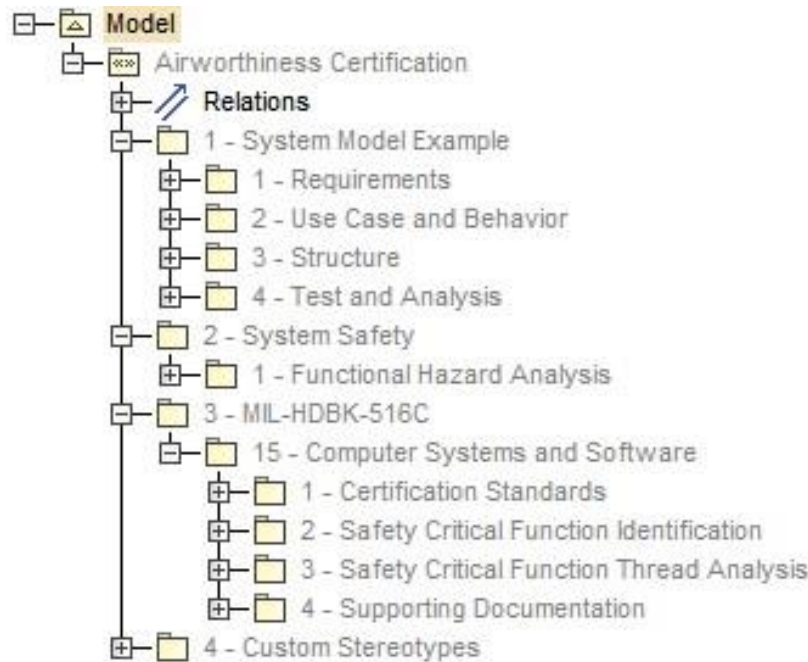 Model
«» Airworthiness Certification
Relations
1 - System Model Example
1 - Requirements
2 - Use Case and Behavior
3 - Structure
4 - Test and Analysis
2 - System Safety
1 - Functional Hazard Analysis
3 - MIL-HDBK-516C
15 - Computer Systems and Software
1 - Certification Standards
2 - Safety Critical Function Identification
3 - Safety Critical Function Thread Analysis
4 - Supporting Documentation
4 - Custom Stereotypes